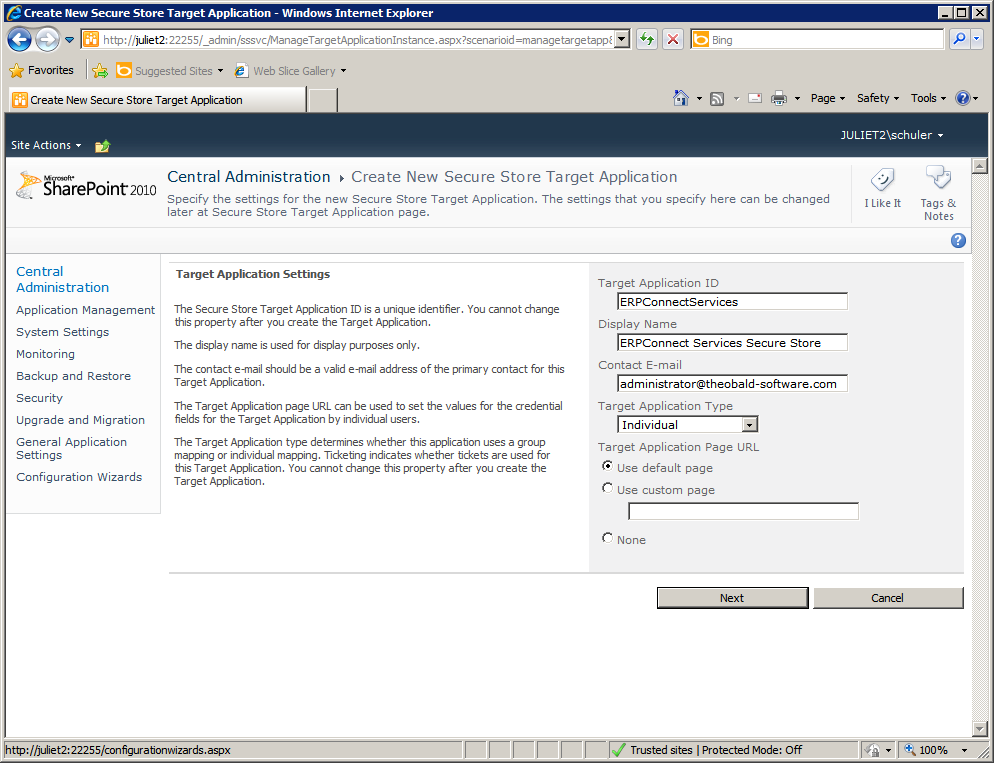 Create New Secure Store Target Application - Windows Internet Explorer
http://juliet2:22255/_admin/sssvc/ManageTargetApplicationInstance.aspx?scenarioid=managetargetapp&
Bing
Favorites
Suggested Sites
Web Slice Gallery
Create New Secure Store Target Application
Page
Safety
Tools
JULIET2\schuler
Site Actions
Microsoft®
SharePoint 2010
Central Administration
Create New Secure Store Target Application
Specify the settings for the new Secure Store Target Application. The settings that you specify here can be changed
later at Secure Store Target Application page.
I Like It
Tags &
Notes
Central
Administration
Application Management
System Settings
Monitoring
Backup and Restore
Security
Upgrade and Migration
General Application
Settings
Configuration Wizards
Target Application Settings
The Secure Store Target Application ID is a unique identifier. You cannot change
this property after you create the Target Application.
The display name is used for display purposes only.
The contact e-mail should be a valid e-mail address of the primary contact for this
Target Application.
The Target Application page URL can be used to set the values for the credential
fields for the Target Application by individual users.
The Target Application type determines whether this application uses a group
mapping or individual mapping. Ticketing indicates whether tickets are used for
this Target Application. You cannot change this property after you create the
Target Application.
Target Application ID
ERPConnectServices
Display Name
ERPConnect Services Secure Store
Contact E-mail
administrator@theobald-software.com
Target Application Type
Individual
Target Application Page URL
Use default page
Use custom page
None
Next
Cancel
http://juliet2:22255/configurationwizards.aspx
Trusted sites | Protected Mode: Off
100%